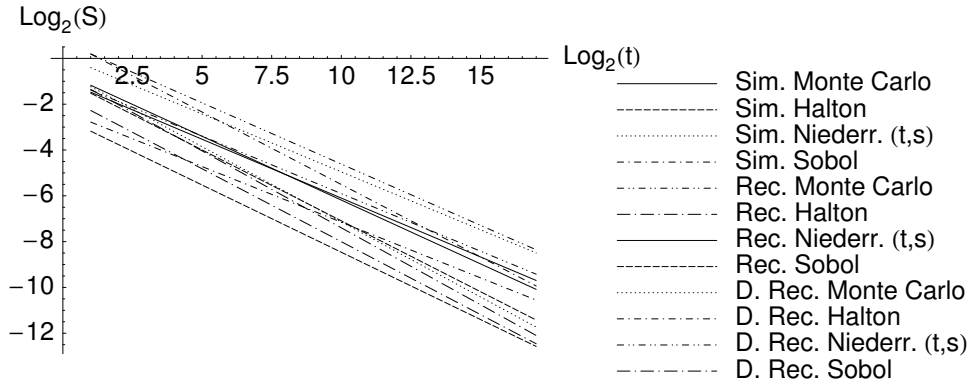 Log2(S)
Log2(t)
2.5 5 7.5 10 12.5 15
−2
−4
−6
−8
−10
−12
Sim. Monte Carlo
Sim. Halton
Sim. Niederr. (t,s)
Sim. Sobol
Rec. Monte Carlo
Rec. Halton
Rec. Niederr. (t,s)
Rec. Sobol
D. Rec. Monte Carlo
D. Rec. Halton
D. Rec. Niederr. (t,s)
D. Rec. Sobol